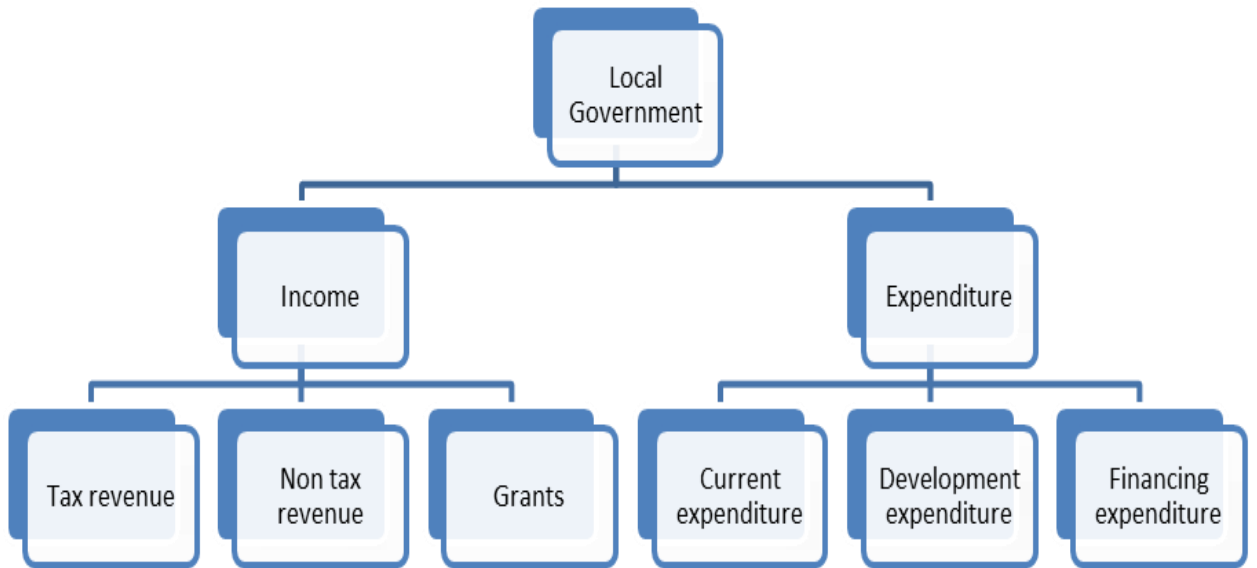 Local
Government
Income
Expenditure
Tax revenue
Non tax
revenue
Grants
Current
expenditure
Development
expenditure
Financing
expenditure